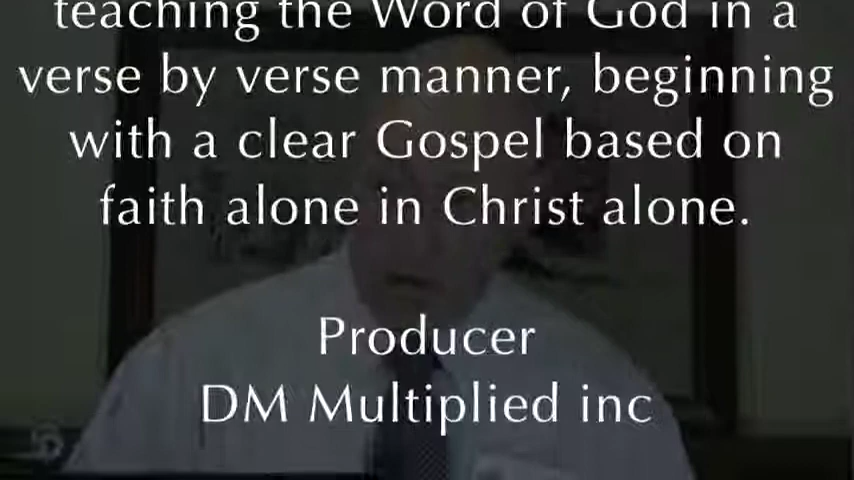 teaching the Word of God in a
verse by verse manner, beginning
with a clear Gospel based on
faith alone in Christ alone.
Producer
DM Multiplied inc